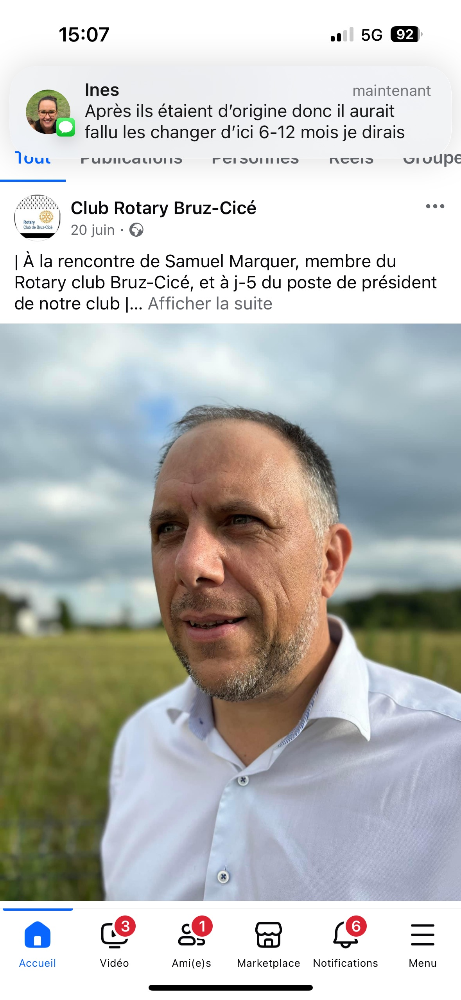 15:07
5G 92
Ines maintenant
Après ils étaient d’origine donc il aurait
fallu les changer d’ici 6-12 mois je dirais
Tout Publications Personnes Reels Groupe
Club Rotary Bruz-Cicé
20 juin ·
Rotary
Club de Bruz-Cicé
| À la rencontre de Samuel Marquer, membre du
Rotary club Bruz-Cicé, et à j-5 du poste de président
de notre club |... Afficher la suite
3 1 6
Accueil Vidéo Ami(e)s Marketplace Notifications Menu